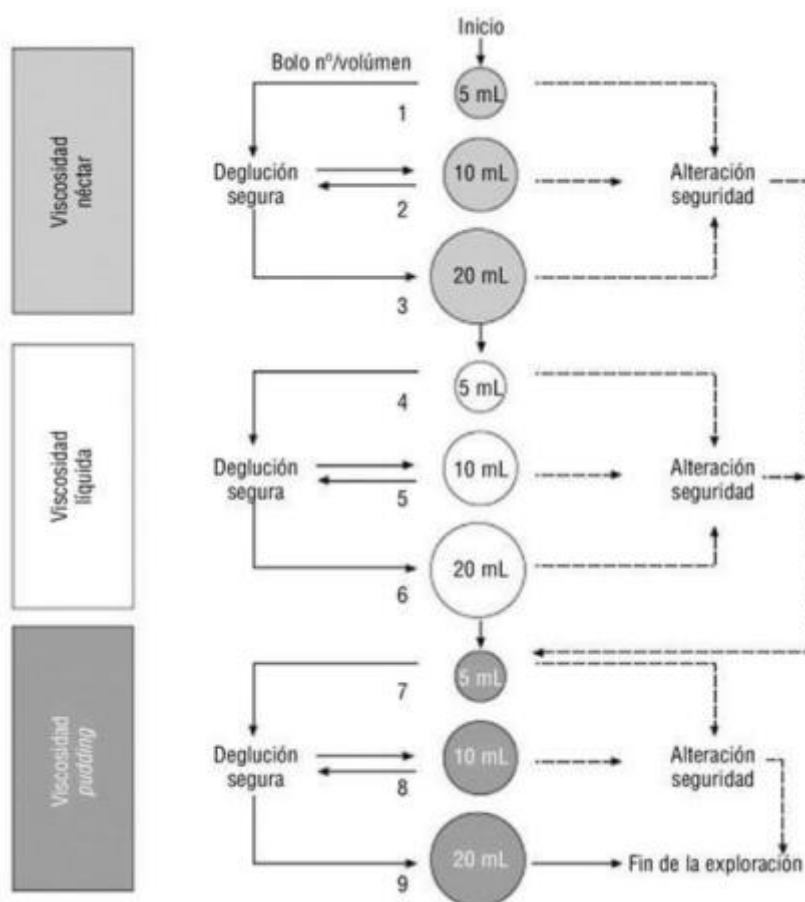 Inicio
Bolo nº/volúmen
5 mL
1
Viscosidad
néctar
Deglución
segura
10 mL
Alteración
seguridad
2
20 mL
3
5 mL
4
Viscosidad
líquida
Deglución
segura
10 mL
Alteración
seguridad
5
20 mL
6
5 mL
7
Viscosidad
pudding
Deglución
segura
10 mL
Alteración
seguridad
8
20 mL
Fin de la exploración
9